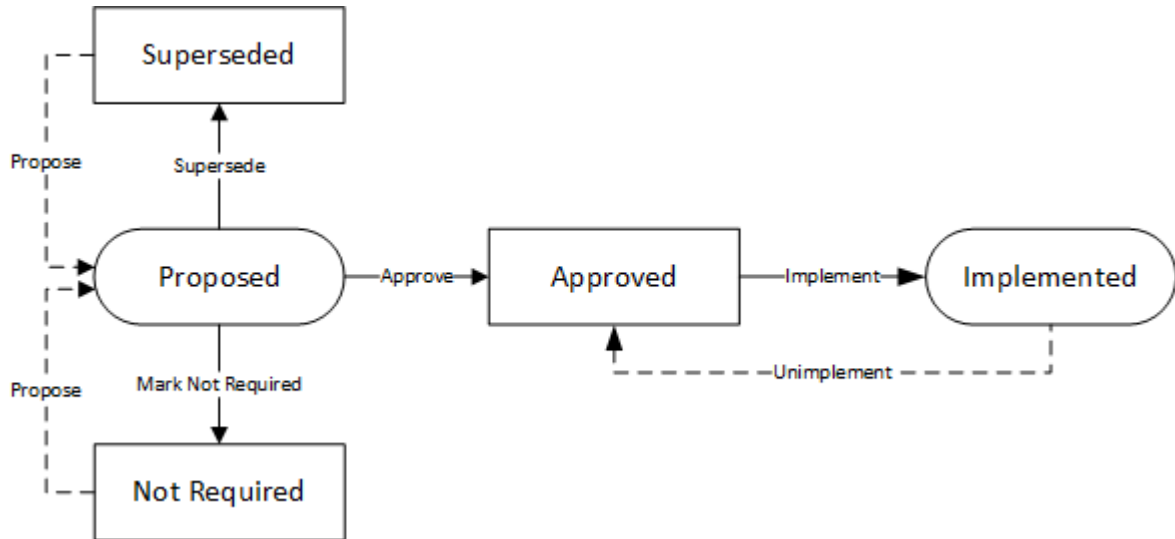 Superseded
Propose
Supersede
Proposed
Approve
Approved
Implement
Implemented
Unimplement
Propose
Mark Not Required
Not Required